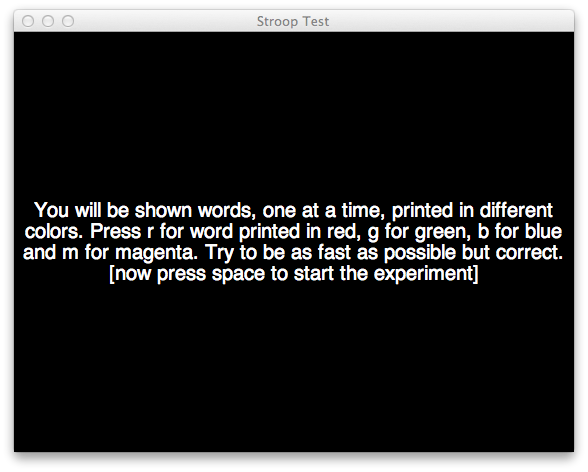 Stroop Test
You will be shown words, one at a time, printed in different
colors. Press r for word printed in red, g for green, b for blue
and m for magenta. Try to be as fast as possible but correct.
[now press space to start the experiment]